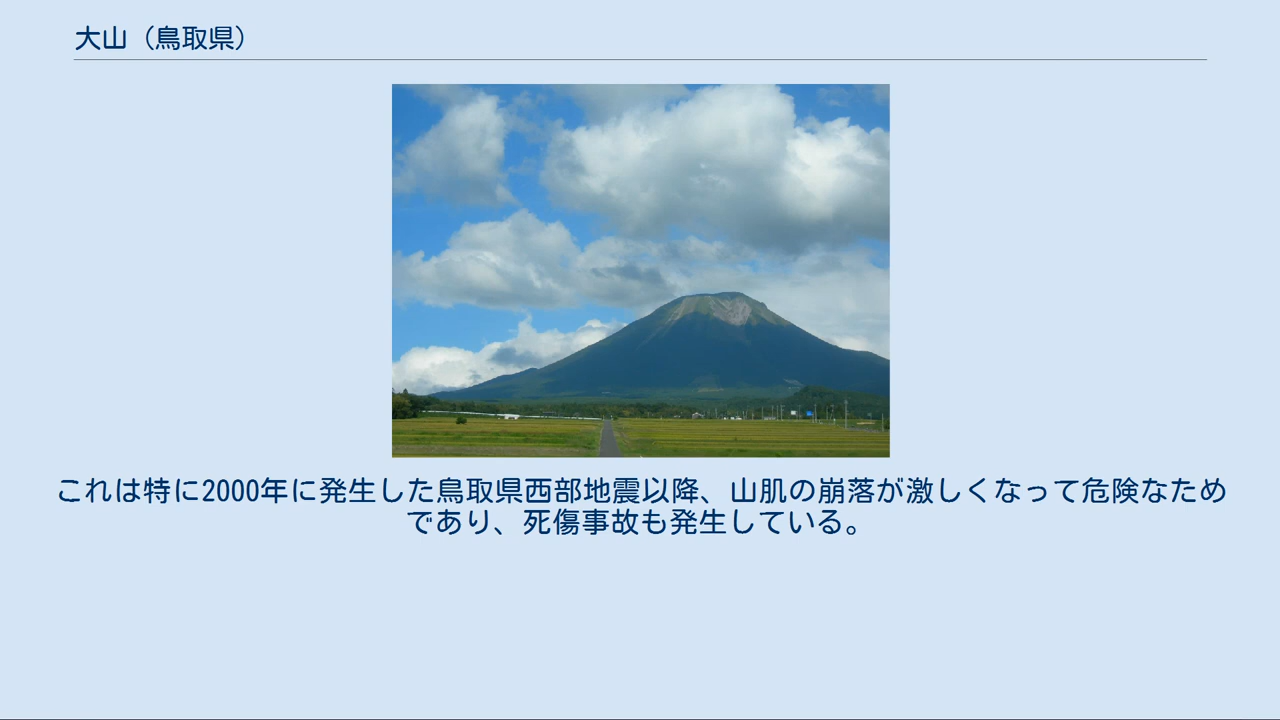 大山（鳥取県）
これは特に2000年に発生した鳥取県西部地震以降、山肌の崩落が激しくなって危険なため
であり、死傷事故も発生している。